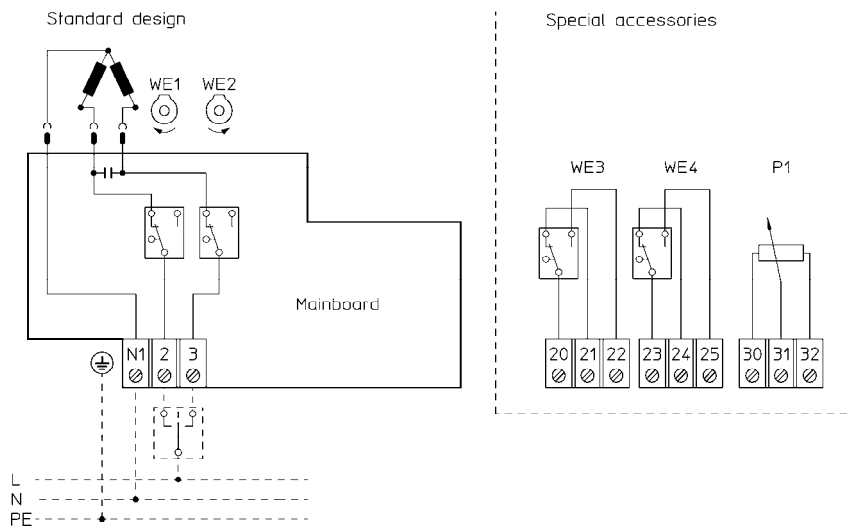 Standard design
Special accessories
WE1 WE2
WE3 WE4 P1
Mainboard
N1 2 3
20 21 22 23 24 25 30 31 32
L
N
PE